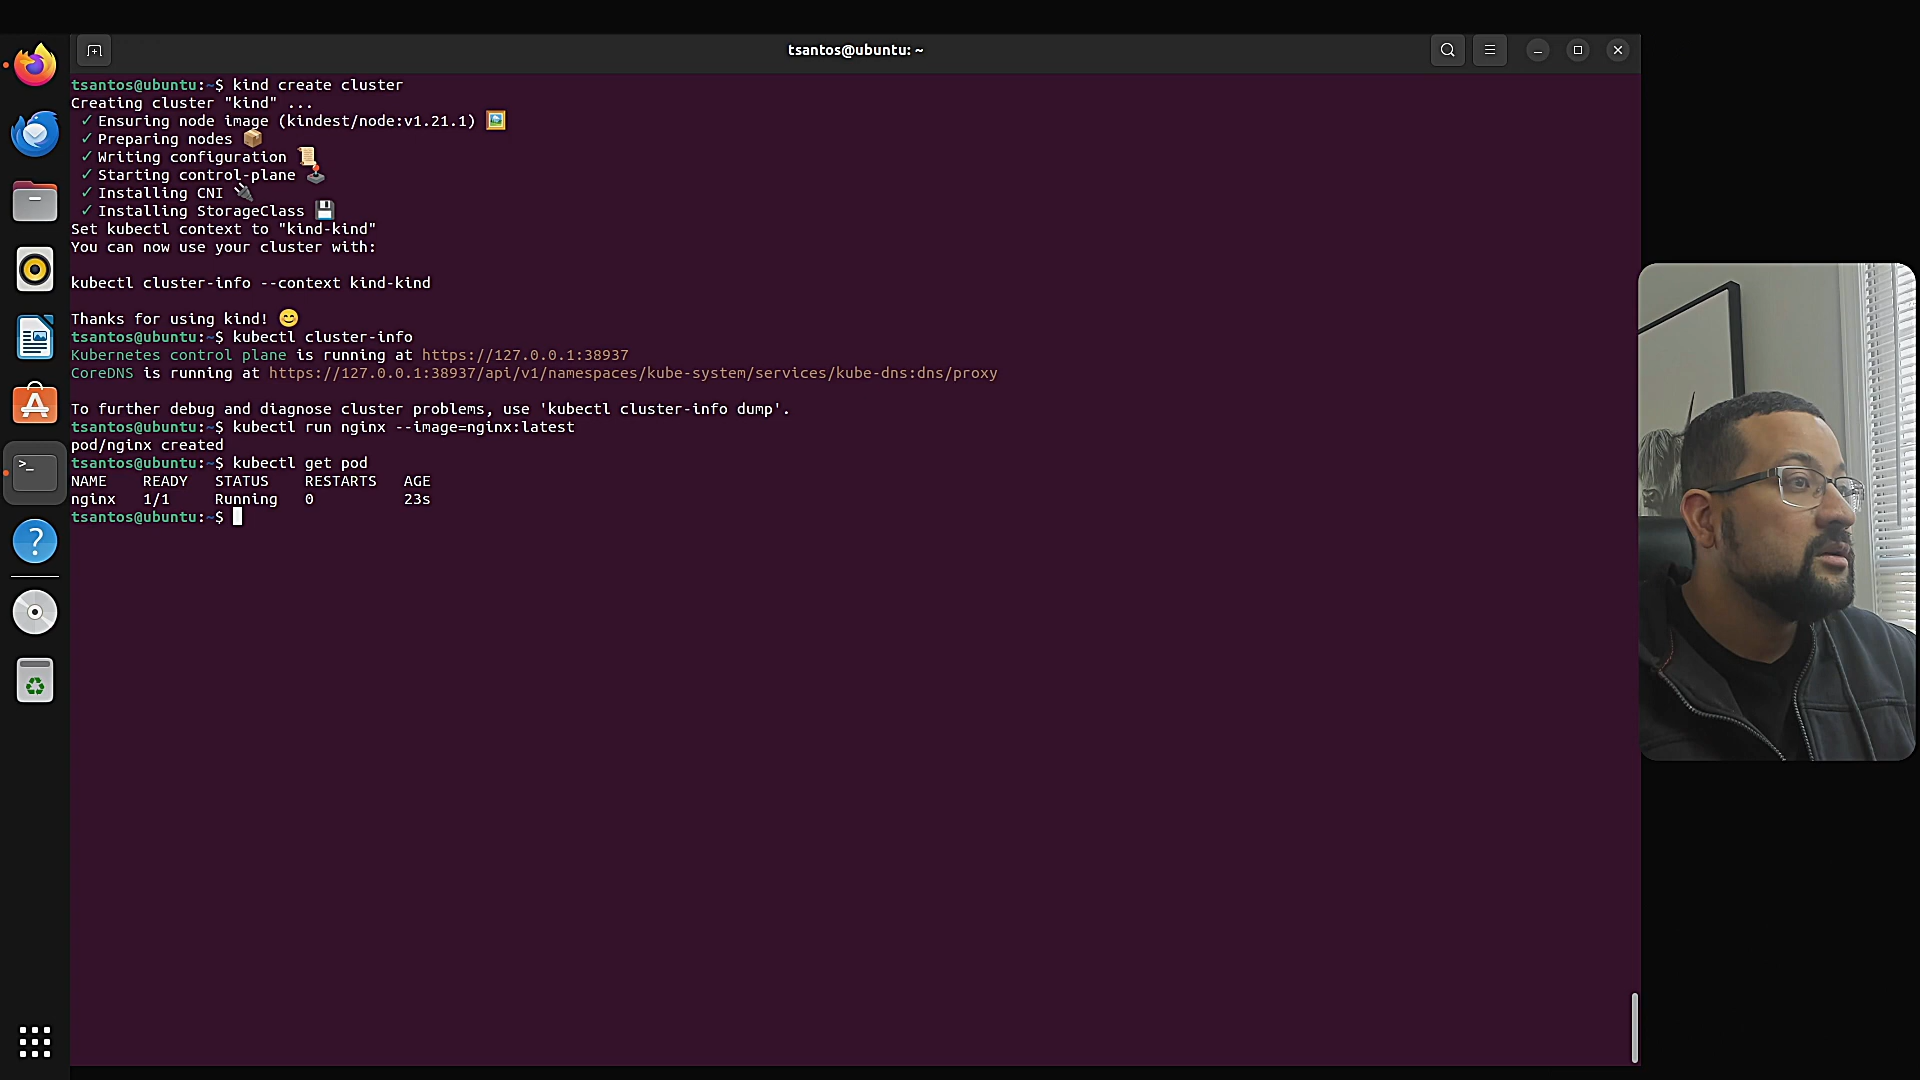 tsantos@ubuntu: ~
tsantos@ubuntu:~$ kind create cluster
Creating cluster "kind" ...
✓ Ensuring node image (kindest/node:v1.21.1) 🖼
✓ Preparing nodes 📦
✓ Writing configuration 📜
✓ Starting control-plane 🕹️
✓ Installing CNI 🔌
✓ Installing StorageClass 💾
Set kubectl context to "kind-kind"
You can now use your cluster with:
kubectl cluster-info --context kind-kind
Thanks for using kind! 😊
tsantos@ubuntu:~$ kubectl cluster-info
Kubernetes control plane is running at https://127.0.0.1:38937
CoreDNS is running at https://127.0.0.1:38937/api/v1/namespaces/kube-system/services/kube-dns:dns/proxy
To further debug and diagnose cluster problems, use 'kubectl cluster-info dump'.
tsantos@ubuntu:~$ kubectl run nginx --image=nginx:latest
pod/nginx created
tsantos@ubuntu:~$ kubectl get pod
NAME READY STATUS RESTARTS AGE
nginx 1/1 Running 0 23s
tsantos@ubuntu:~$